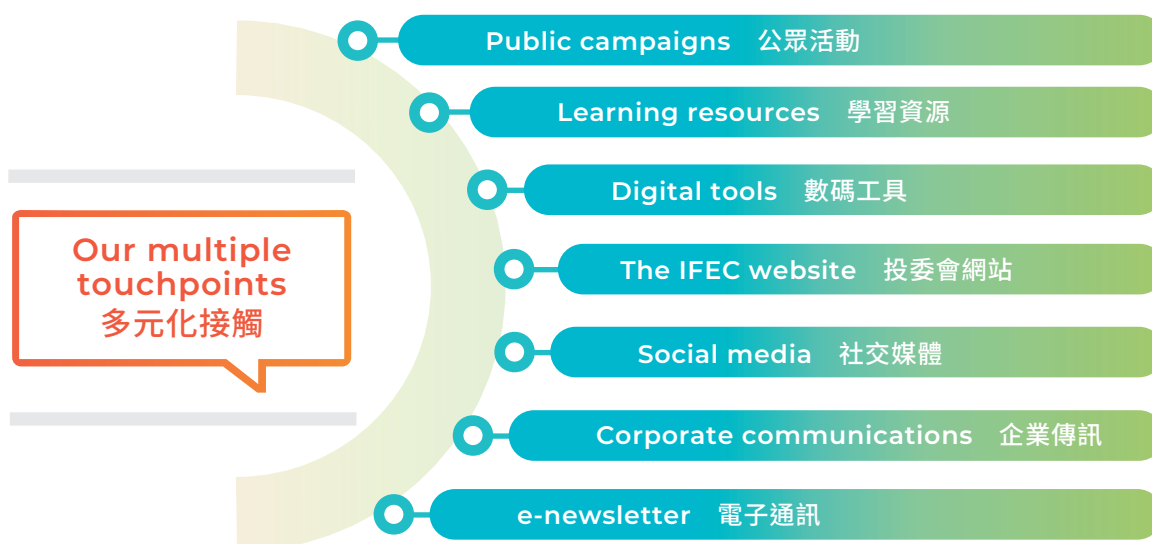 Public campaigns 公眾活動
Learning resources 學習資源
Digital tools 數碼工具
Our multiple
touchpoints
多元化接觸
The IFEC website 投委會網站
Social media 社交媒體
Corporate communications 企業傳訊
e-newsletter 電子通訊